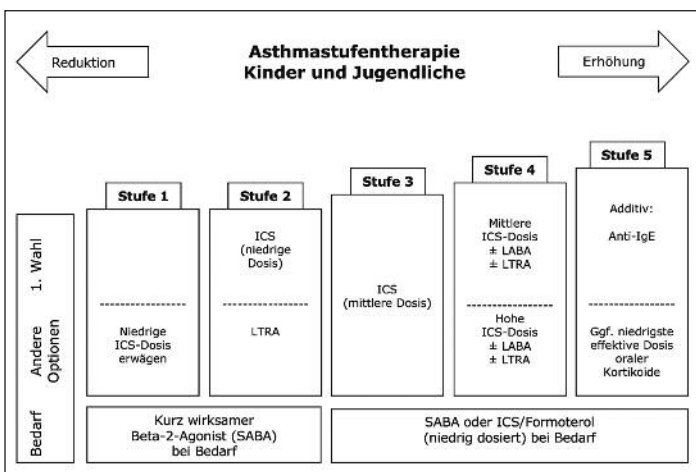 Reduktion
Asthmastufentherapie
Kinder und Jugendliche
Erhöhung
Stufe 1
Stufe 2
Stufe 3
Stufe 4
Stufe 5
1. Wahl
Andere
Optionen
Bedarf
Niedrige
ICS-Dosis
erwägen
ICS
(niedrige
Dosis)
LTRA
ICS
(mittlere Dosis)
Mittlere
ICS-Dosis
± LABA
± LTRA
Hohe
ICS-Dosis
± LABA
± LTRA
Additiv:
Anti-IgE
Ggf. niedrigste
effektive Dosis
oraler
Kortikoide
Kurz wirksamer
Beta-2-Agonist (SABA)
bei Bedarf
SABA oder ICS/Formoterol
(niedrig dosiert) bei Bedarf